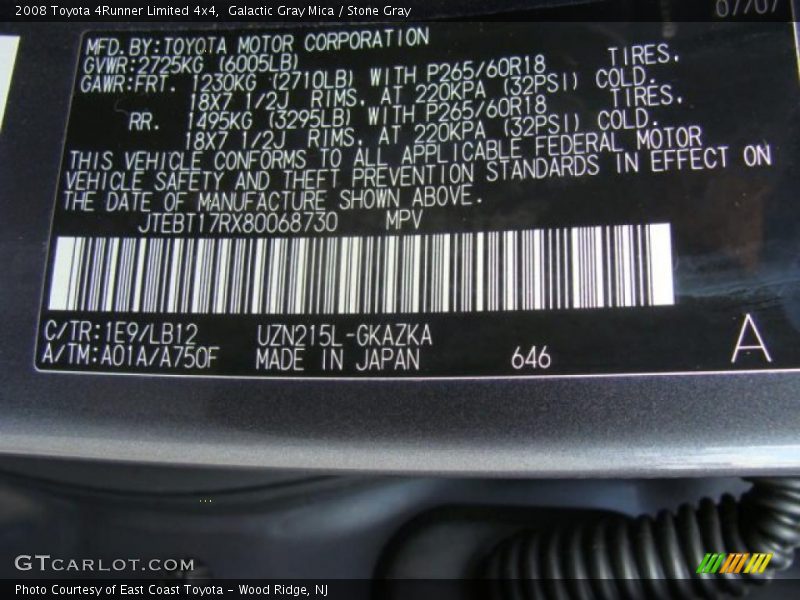 2008 Toyota 4Runner Limited 4x4,  Galactic Gray Mica / Stone Gray
07/07
MFD. BY: TOYOTA MOTOR CORPORATION
GVWR: 2725KG (6005LB)
GAWR: FRT. 1230KG (2710LB) WITH P265/60R18 TIRES,
18X7 1/2J RIMS, AT 220KPA (32PSI) COLD.
RR. 1495KG (3295LB) WITH P265/60R18 TIRES,
18X7 1/2J RIMS, AT 220KPA (32PSI) COLD.
THIS VEHICLE CONFORMS TO ALL APPLICABLE FEDERAL MOTOR
VEHICLE SAFETY AND THEFT PREVENTION STANDARDS IN EFFECT ON
THE DATE OF MANUFACTURE SHOWN ABOVE.
JTEBT17RX80068730 MPV
C/TR: 1E9/LB12 UZN215L-GKAZKA
A/TM: A01A/A750F MADE IN JAPAN 646 A
GTCARLOT.COM
Photo Courtesy of East Coast Toyota – Wood Ridge, NJ